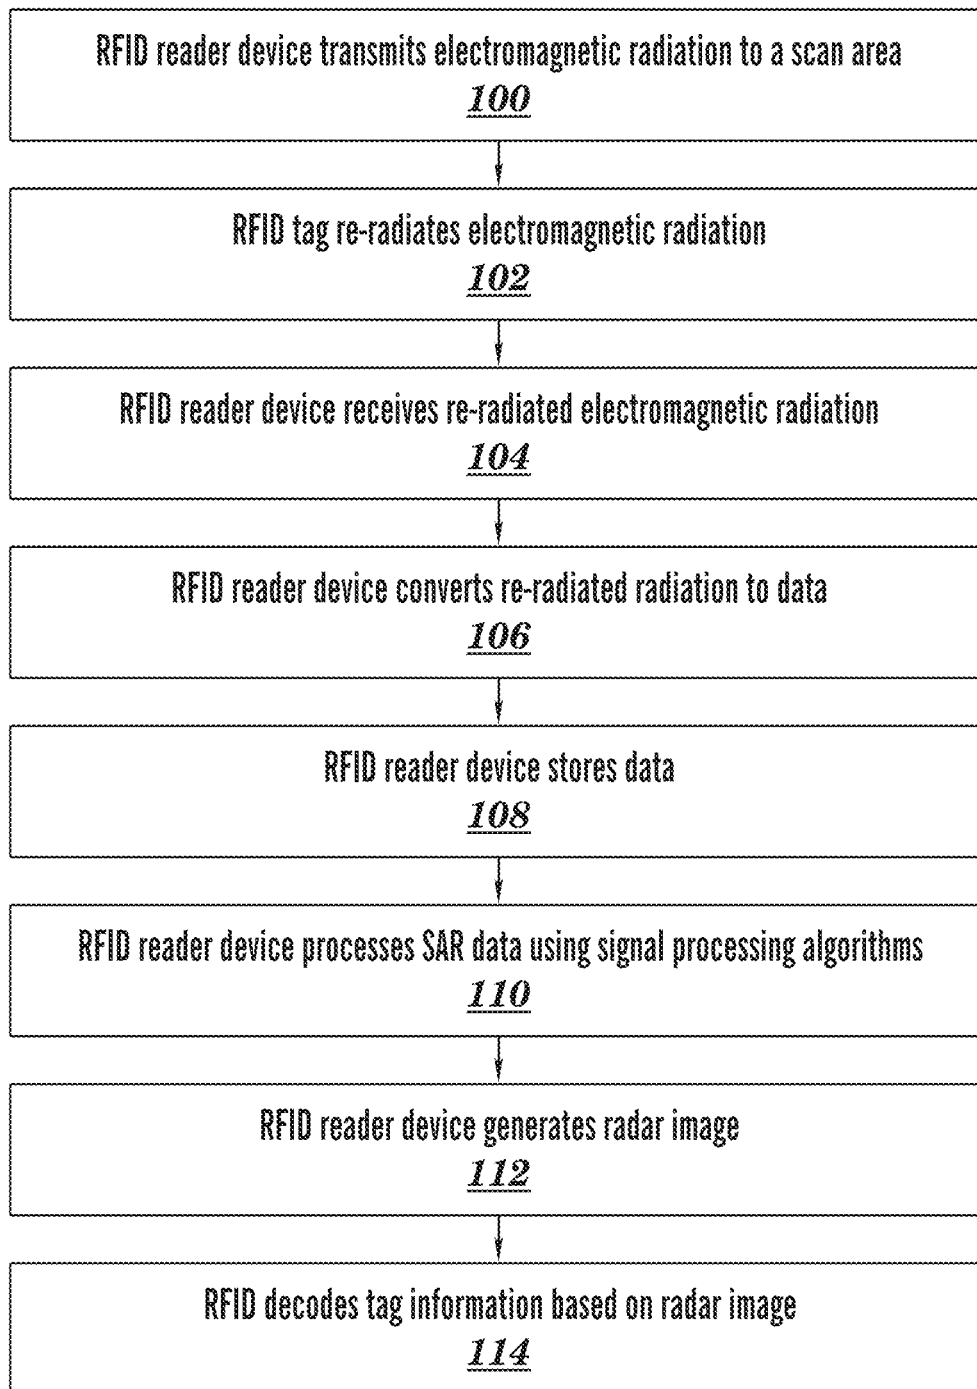 RFID reader device transmits electromagnetic radiation to a scan area
100
RFID tag re-radiates electromagnetic radiation
102
RFID reader device receives re-radiated electromagnetic radiation
104
RFID reader device converts re-radiated radiation to data
106
RFID reader device stores data
108
RFID reader device processes SAR data using signal processing algorithms
110
RFID reader device generates radar image
112
RFID decodes tag information based on radar image
114